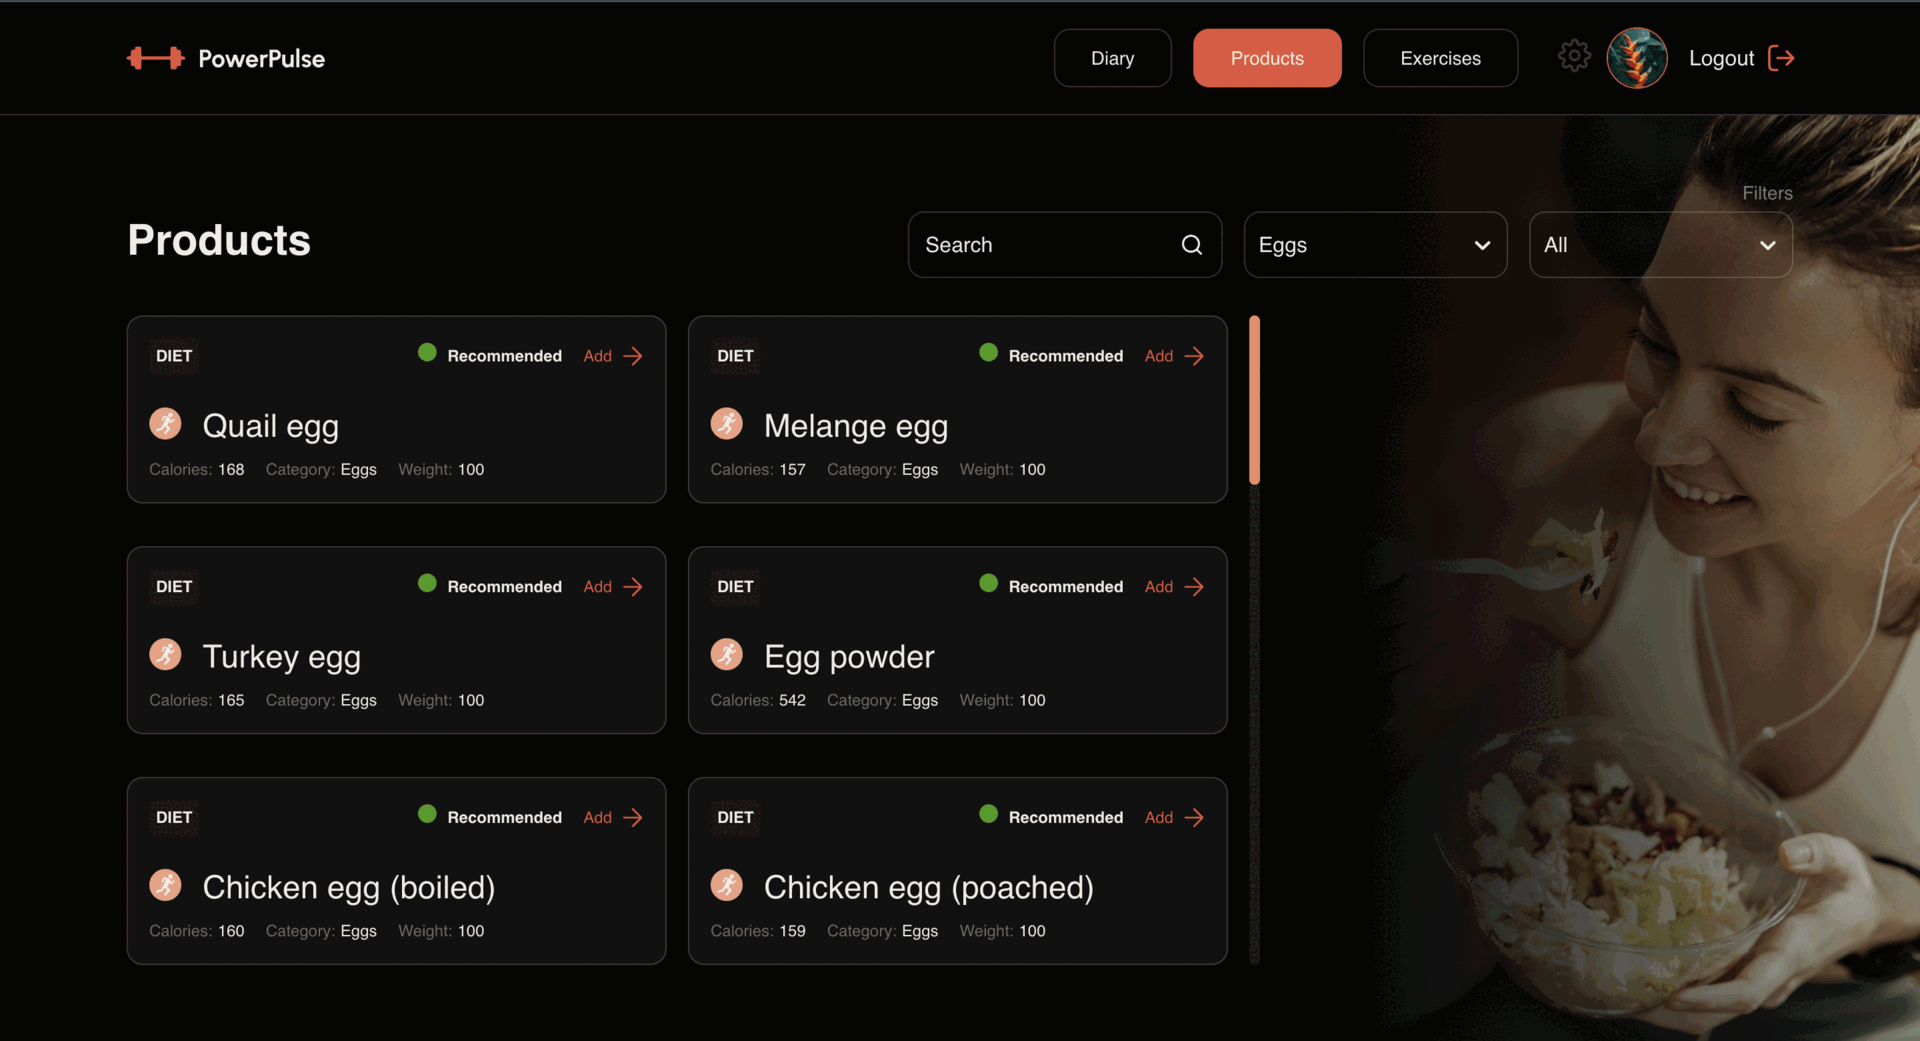 PowerPulse
Diary
Products
Exercises
Logout
Filters
Products
Search
Eggs
All
DIET
Recommended
Add
Quail egg
Calories: 168 Category: Eggs Weight: 100
DIET
Recommended
Add
Melange egg
Calories: 157 Category: Eggs Weight: 100
DIET
Recommended
Add
Turkey egg
Calories: 165 Category: Eggs Weight: 100
DIET
Recommended
Add
Egg powder
Calories: 542 Category: Eggs Weight: 100
DIET
Recommended
Add
Chicken egg (boiled)
Calories: 160 Category: Eggs Weight: 100
DIET
Recommended
Add
Chicken egg (poached)
Calories: 159 Category: Eggs Weight: 100